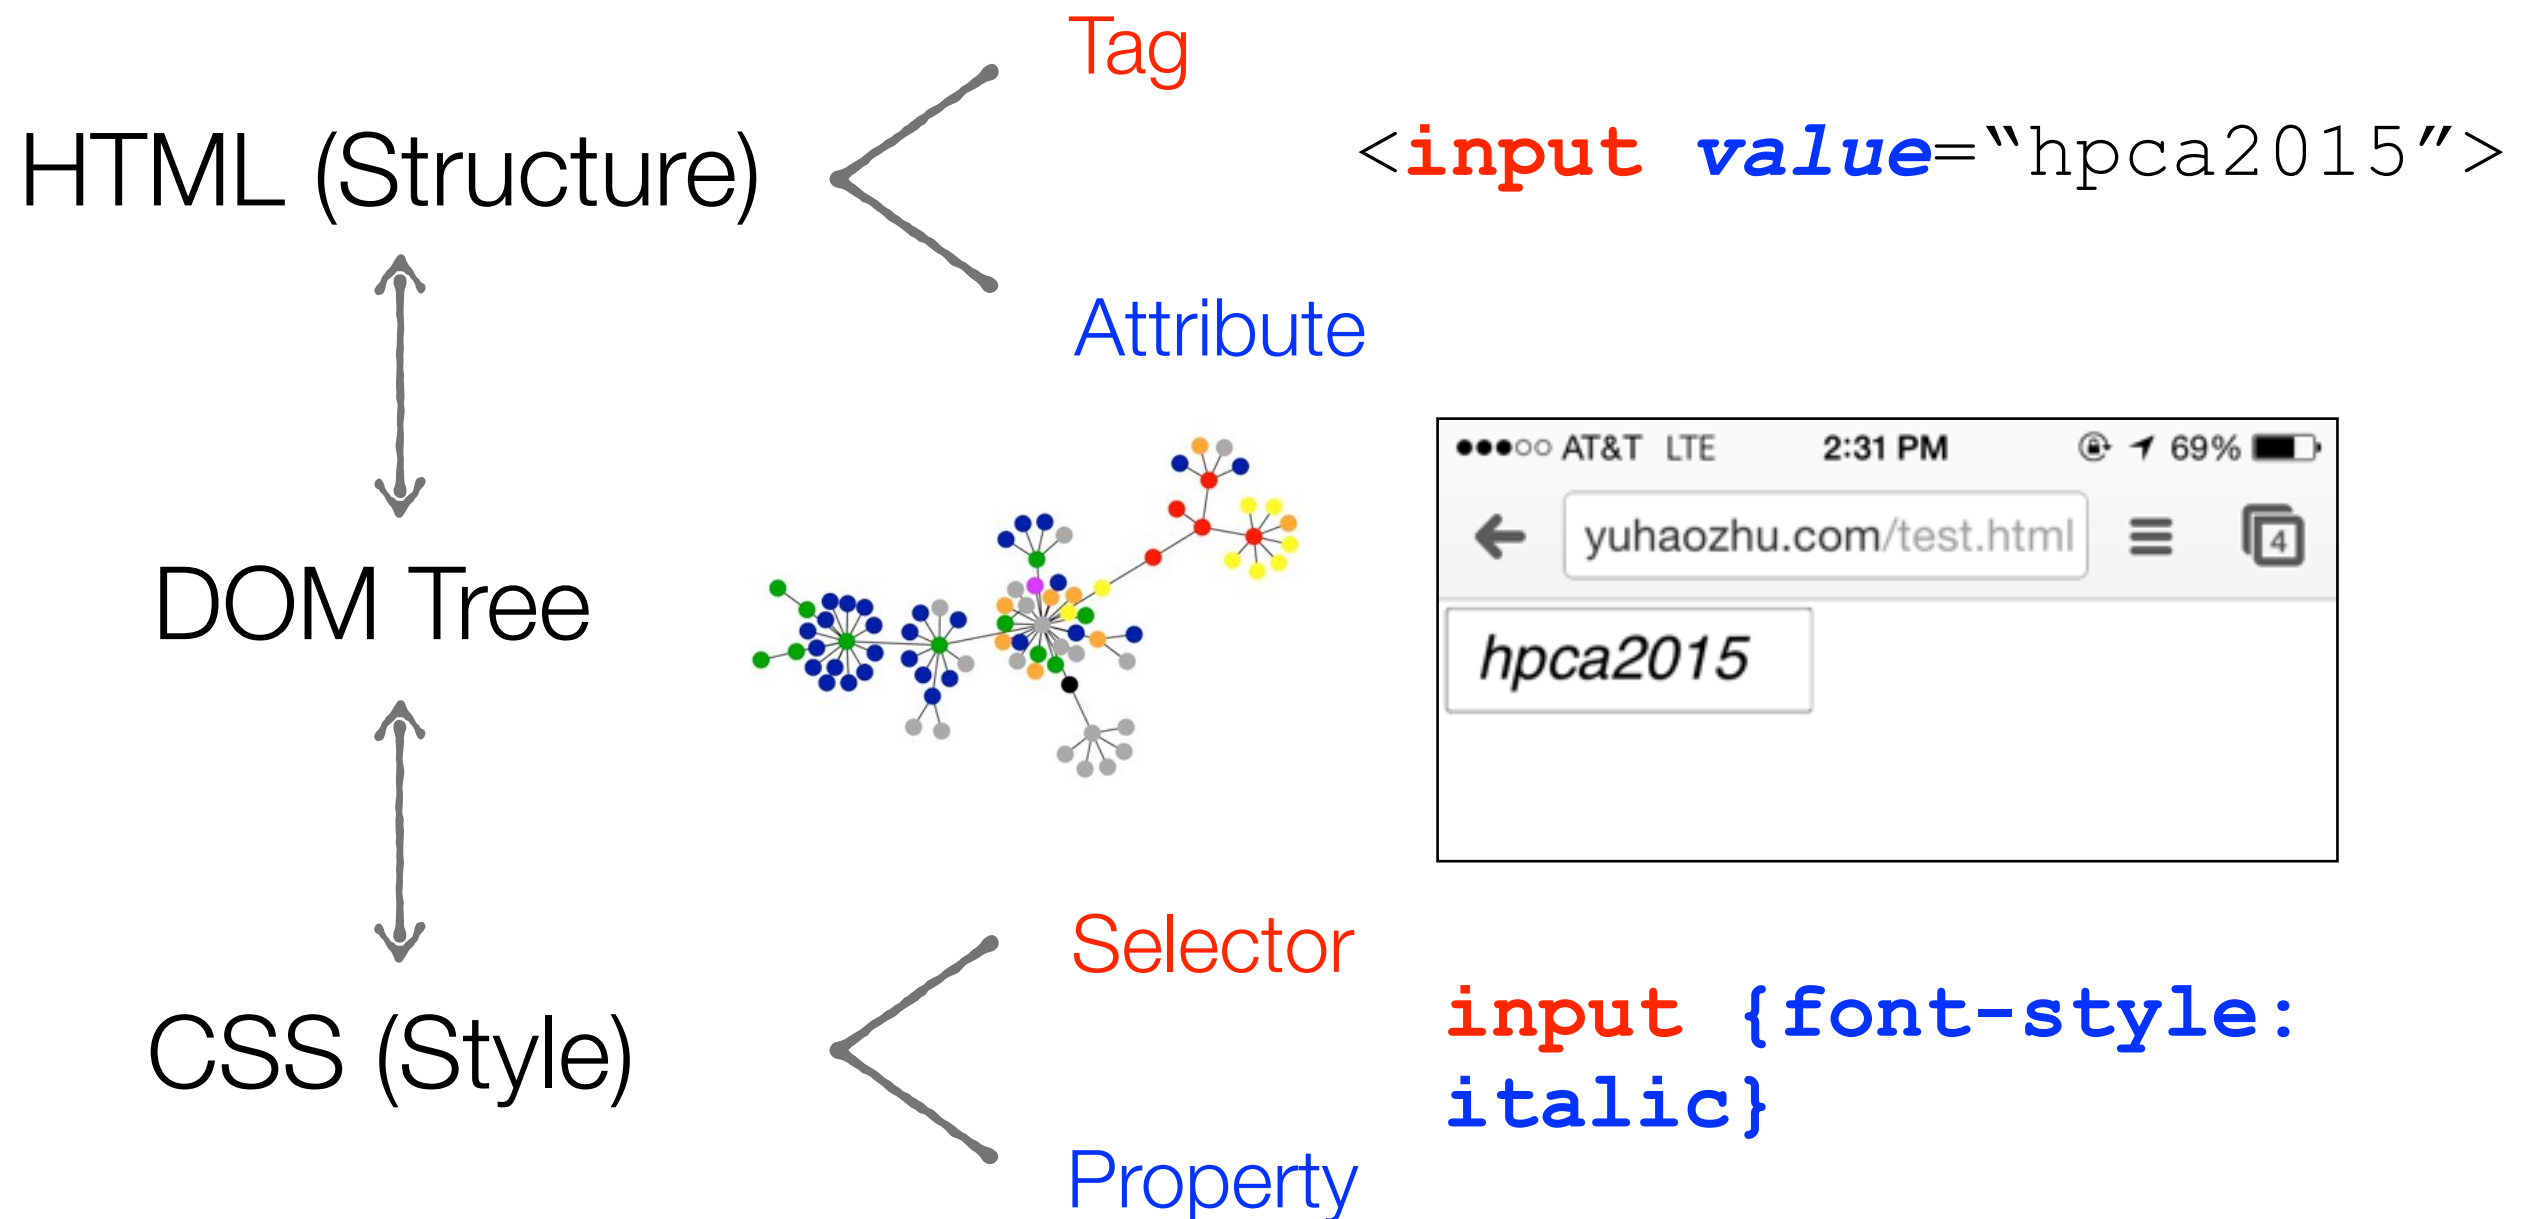 Tag
HTML (Structure)
<input value=“hpca2015”>
Attribute
●●●○○ AT&T LTE 2:31 PM 69%
yuhaozhu.com/test.html
4
DOM Tree
hpca2015
Selector
CSS (Style)
input {font-style:
italic}
Property